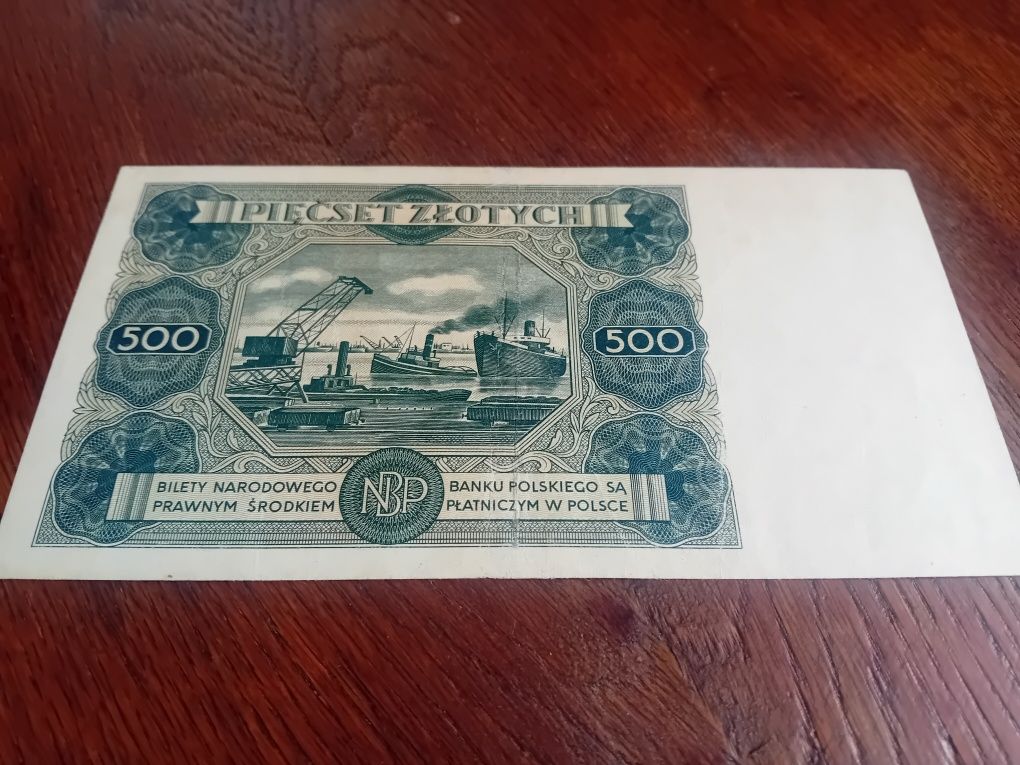 PIĘĆSET ZŁOTYCH
500
500
BILETY NARODOWEGO
PRAWNYM ŚRODKIEM
NBP
BANKU POLSKIEGO SĄ
PŁATNICZYM W POLSCE